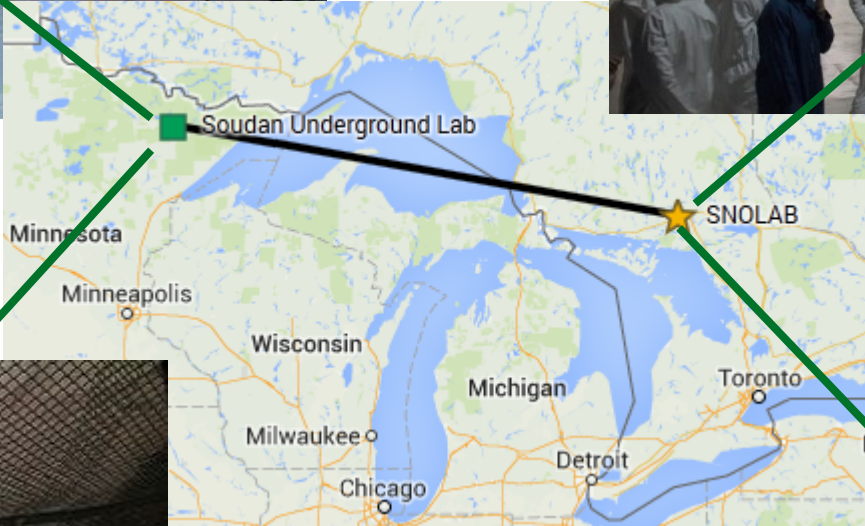 Soudan Underground Lab
SNOLAB
Minnesota
Minneapolis
Wisconsin
Michigan
Toronto
Milwaukee
Detroit
Chicago